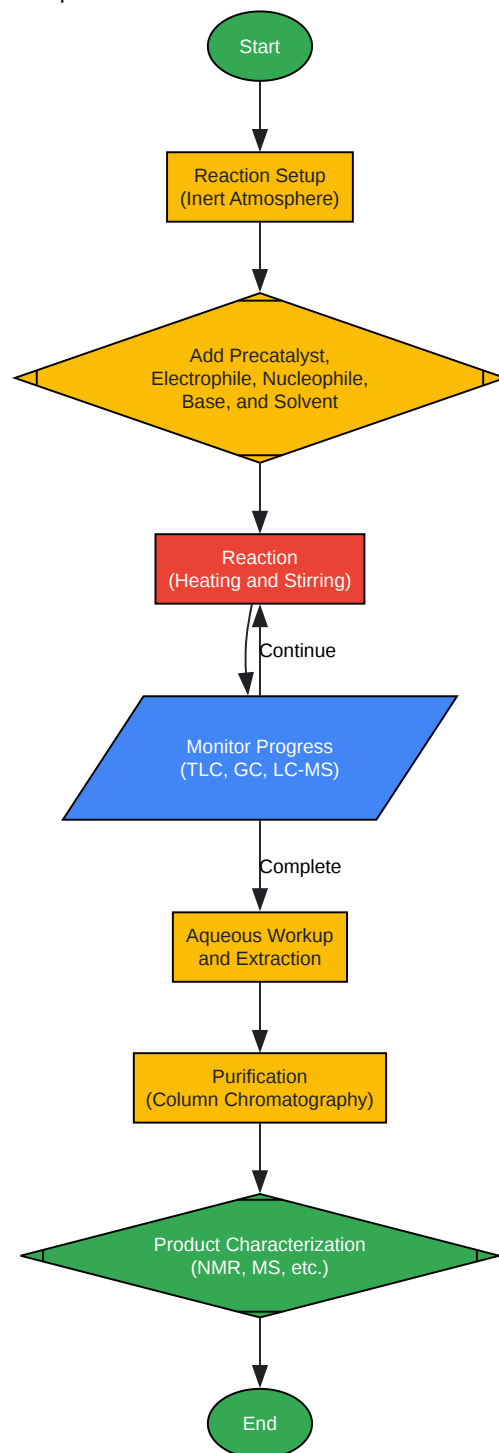 Start
Reaction Setup
(Inert Atmosphere)
Add Precatalyst,
Electrophile, Nucleophile,
Base, and Solvent
Reaction
(Heating and Stirring)
Continue
Monitor Progress
(TLC, GC, LC-MS)
Complete
Aqueous Workup
and Extraction
Purification
(Column Chromatography)
Product Characterization
(NMR, MS, etc.)
End